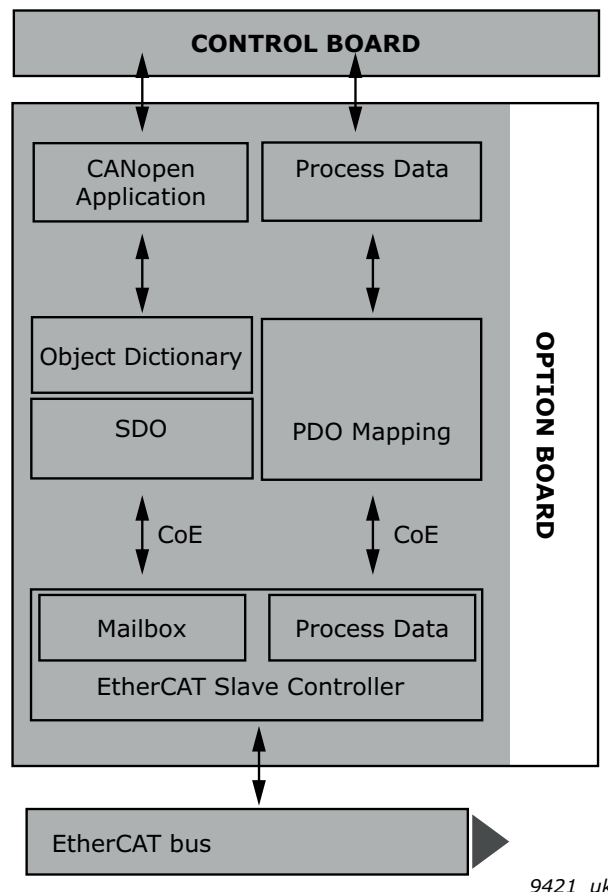 CONTROL BOARD
CANopen
Application
Process Data
Object Dictionary
SDO
PDO Mapping
OPTION BOARD
CoE
CoE
Mailbox
Process Data
EtherCAT Slave Controller
EtherCAT bus
9421_uk